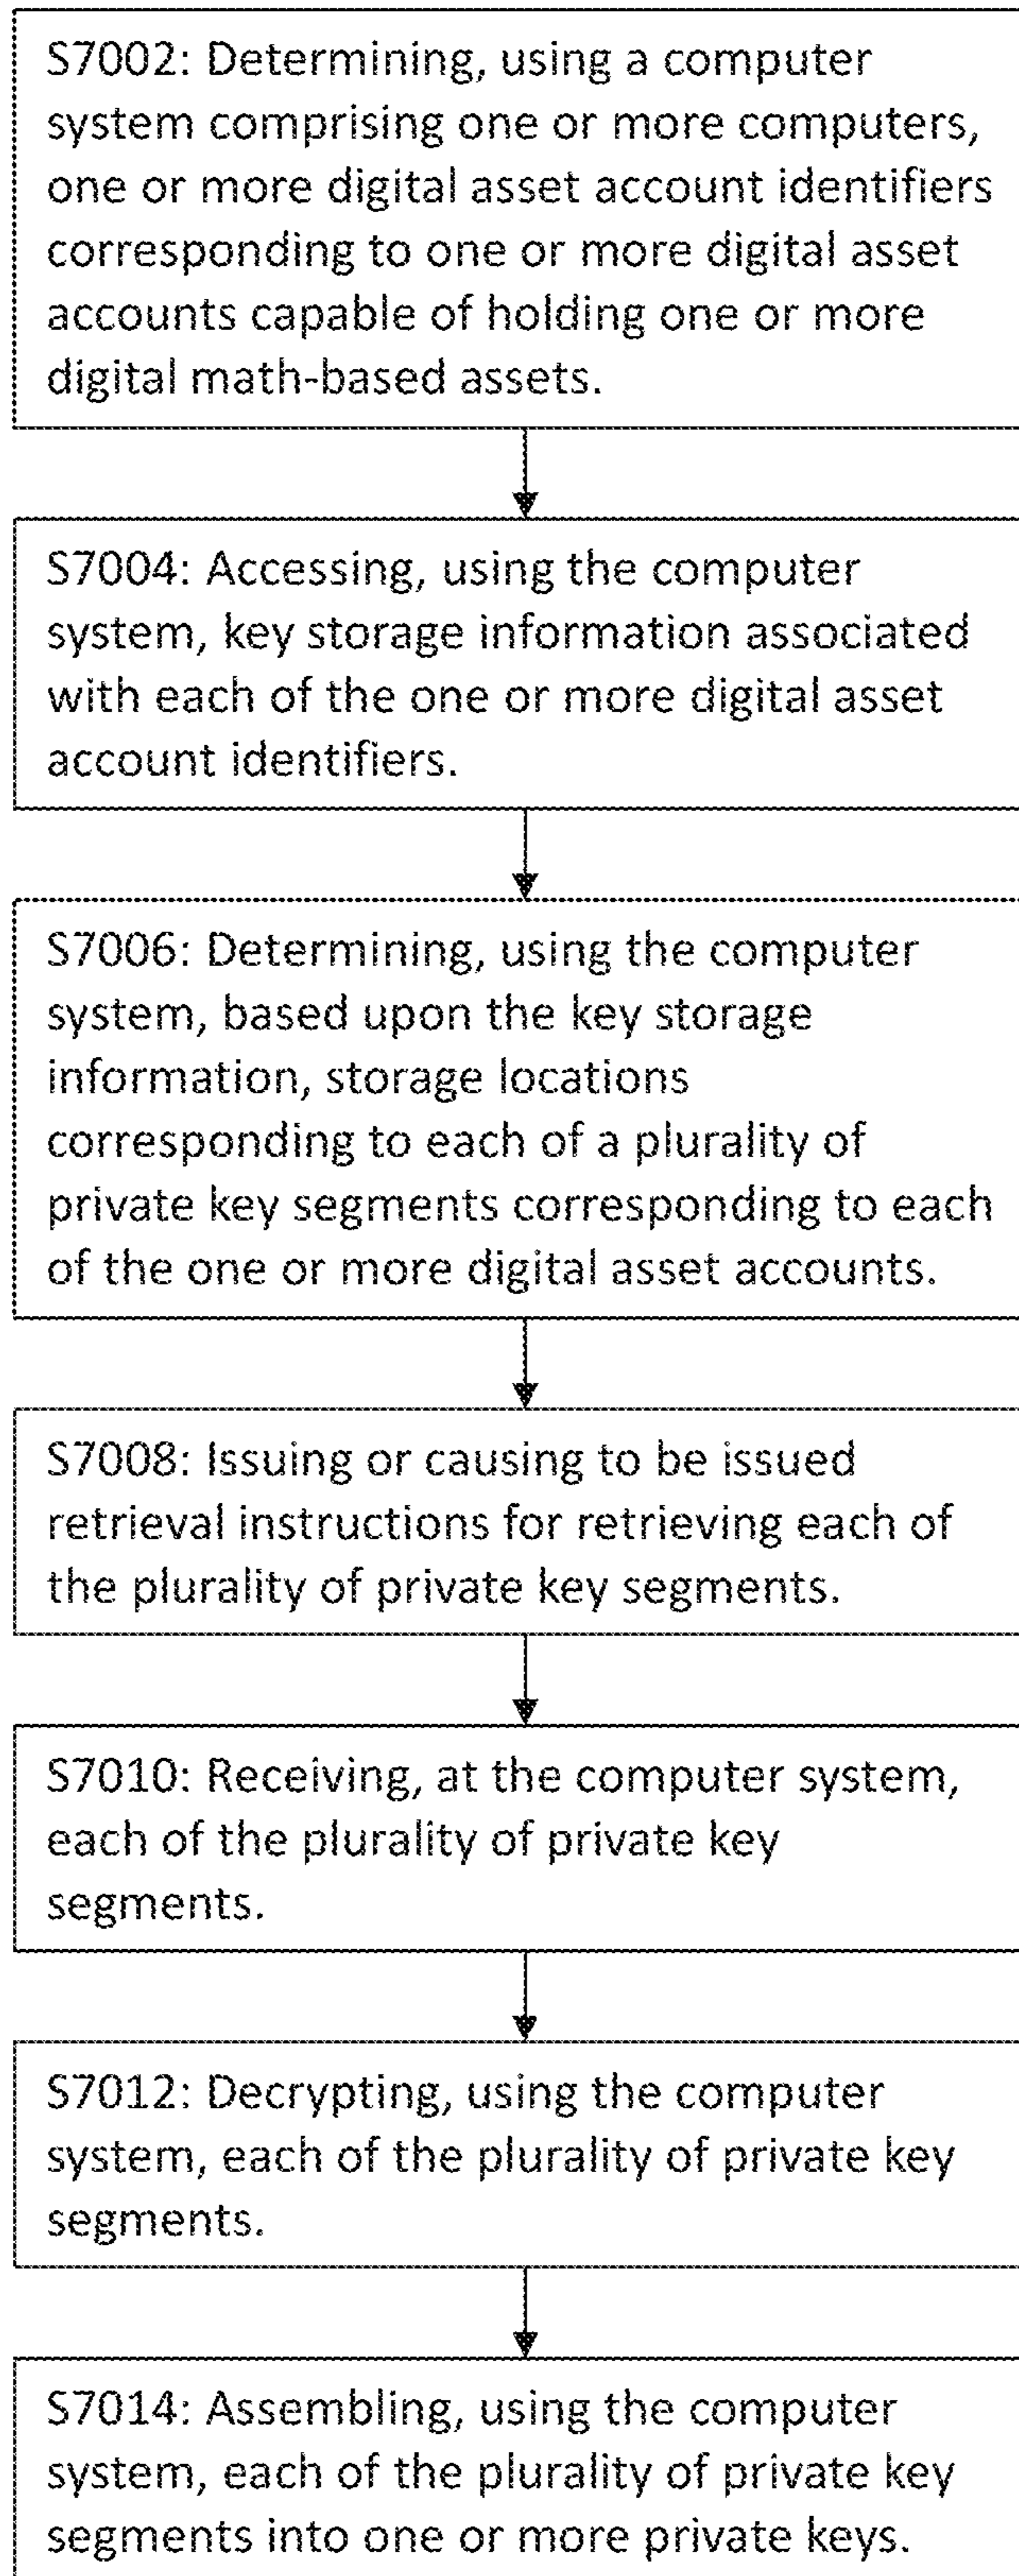 S7002: Determining, using a computer
system comprising one or more computers,
one or more digital asset account identifiers
corresponding to one or more digital asset
accounts capable of holding one or more
digital math-based assets.
S7004: Accessing, using the computer
system, key storage information associated
with each of the one or more digital asset
account identifiers.
S7006: Determining, using the computer
system, based upon the key storage
information, storage locations
corresponding to each of a plurality of
private key segments corresponding to each
of the one or more digital asset accounts.
S7008: Issuing or causing to be issued
retrieval instructions for retrieving each of
the plurality of private key segments.
S7010: Receiving, at the computer system,
each of the plurality of private key
segments.
S7012: Decrypting, using the computer
system, each of the plurality of private key
segments.
S7014: Assembling, using the computer
system, each of the plurality of private key
segments into one or more private keys.